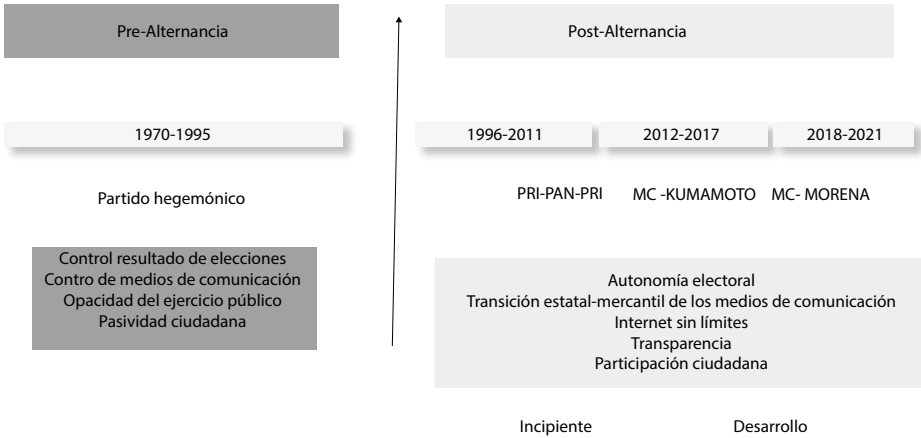 Pre-Alternancia
Post-Alternancia
1970-1995
1996-2011
2012-2017
2018-2021
Partido hegemónico
PRI-PAN-PRI
MC -KUMAMOTO
MC- MORENA
Control resultado de elecciones
Contro de medios de comunicación
Opacidad del ejercicio público
Pasividad ciudadana
Autonomía electoral
Transición estatal-mercantil de los medios de comunicación
Internet sin límites
Transparencia
Participación ciudadana
Incipiente
Desarrollo